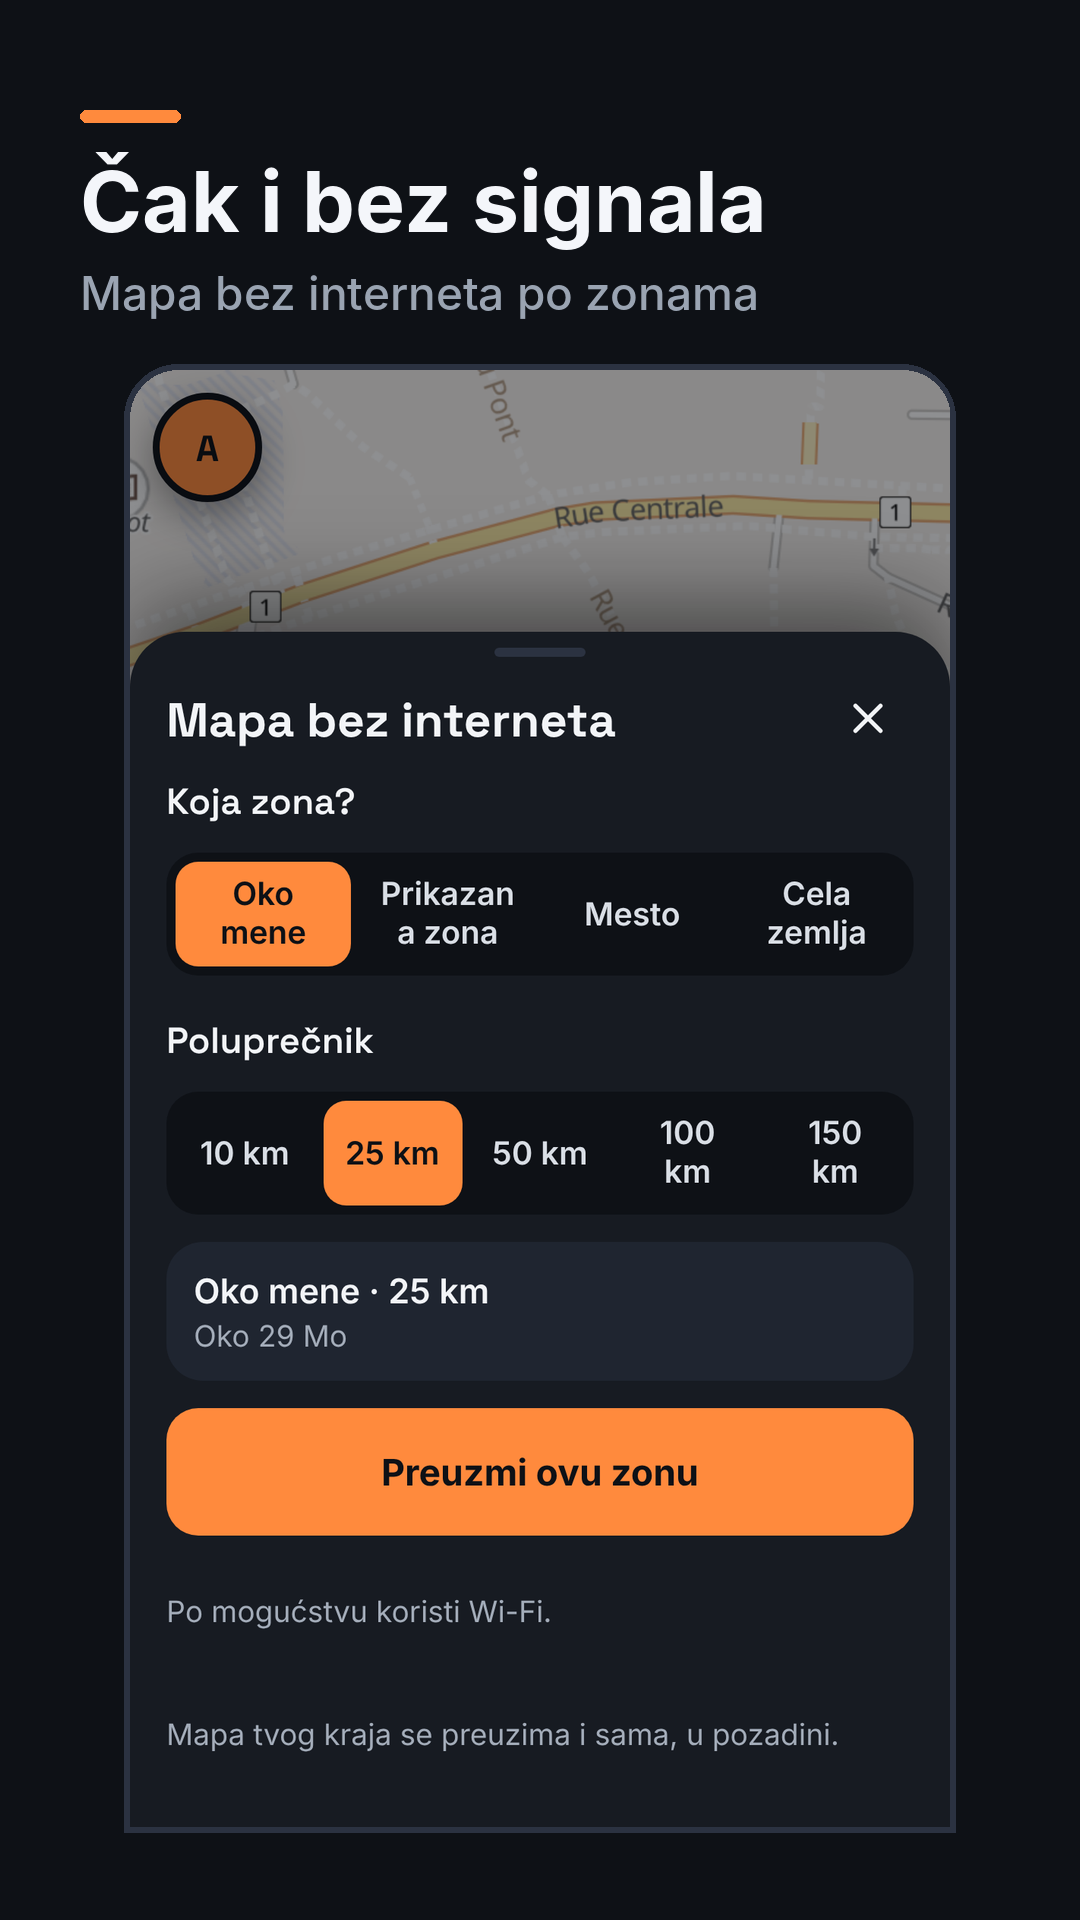 Čak i bez signala
Mapa bez interneta po zonama
A
Pont
Rue Centrale
1
ot
1
Rue
Mapa bez interneta
Koja zona?
Oko
mene
Prikazan
a zona
Mesto
Cela
zemlja
Poluprečnik
10 km
25 km
50 km
100
km
150
km
Oko mene · 25 km
Oko 29 Mo
Preuzmi ovu zonu
Po mogućstvu koristi Wi-Fi.
Mapa tvog kraja se preuzima i sama, u pozadini.